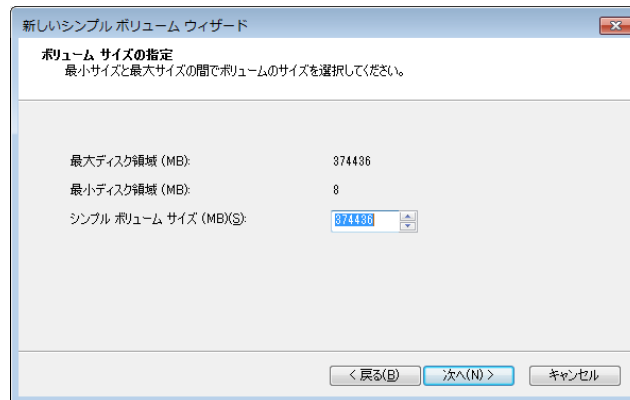 新しいシンプル ボリューム ウィザード
ボリューム サイズの指定
最小サイズと最大サイズの間でボリュームのサイズを選択してください。
最大ディスク領域 (MB): 374436
最小ディスク領域 (MB): 8
シンプル ボリューム サイズ (MB)(S): 374436
< 戻る(B) 次へ(N) > キャンセル